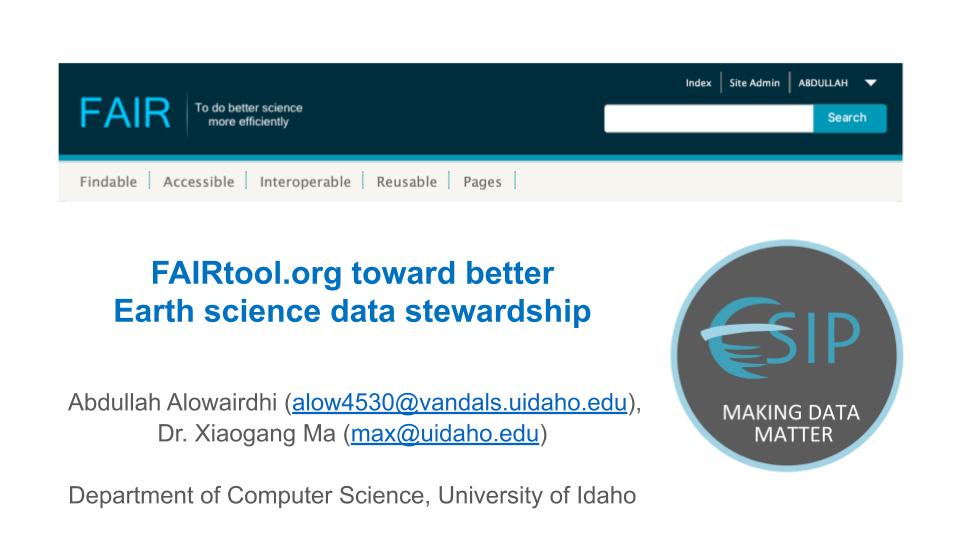 Index
Site Admin
ABDULLAH
FAIR
To do better science
more efficiently
Search
Findable
Accessible
Interoperable
Reusable
Pages
FAIRtool.org toward better
Earth science data stewardship
ESIP
MAKING DATA
MATTER
Abdullah Alowairdhi (alow4530@vandals.uidaho.edu),
Dr. Xiaogang Ma (max@uidaho.edu)
Department of Computer Science, University of Idaho